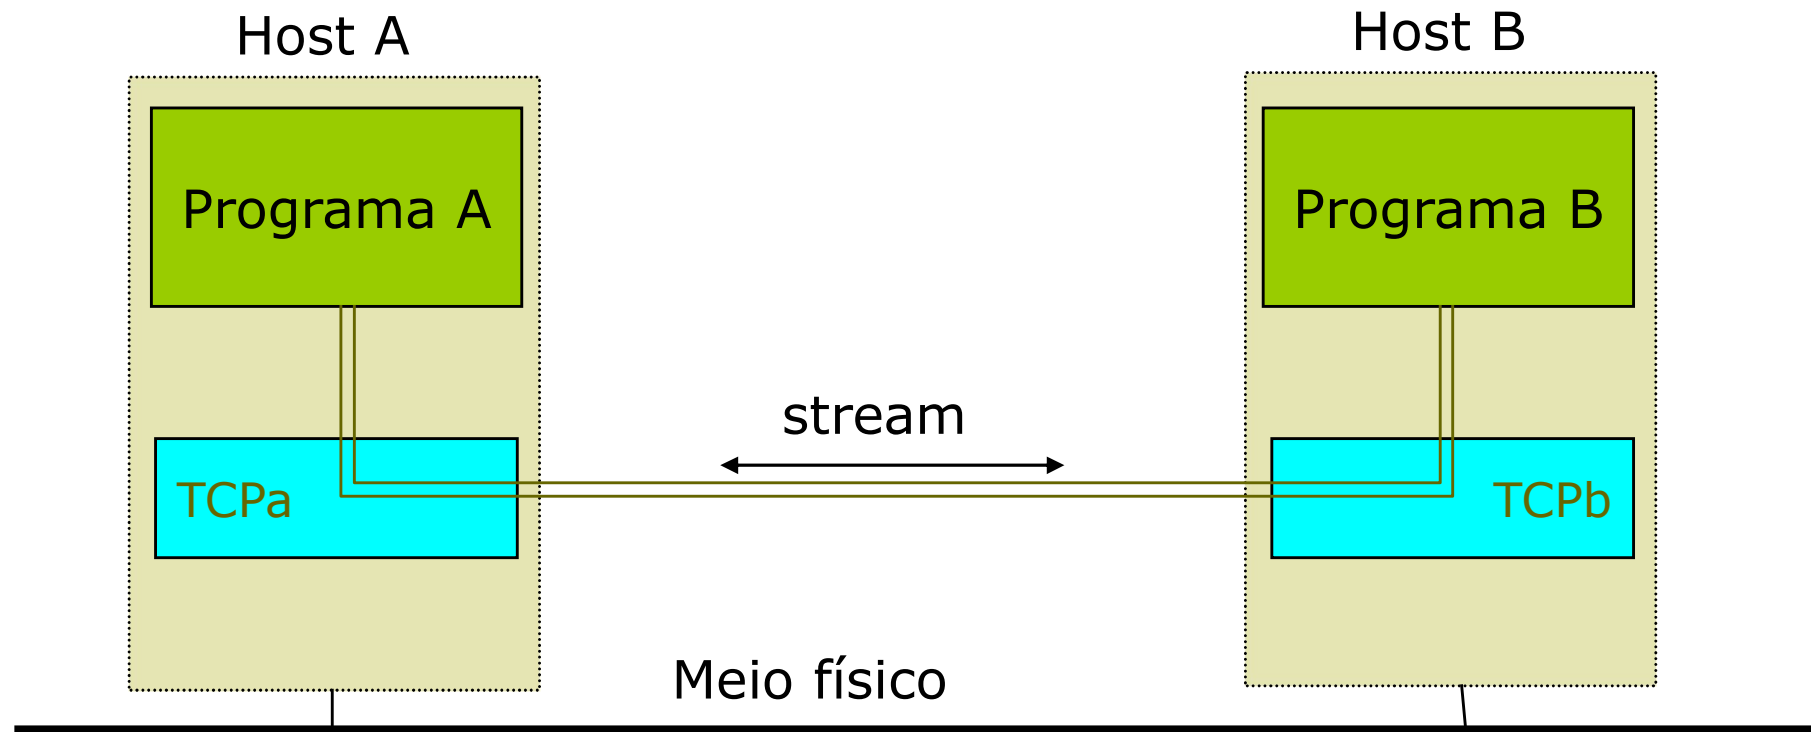 Host A
Host B
Programa A
Programa B
stream
TCPa
TCPb
Meio físico